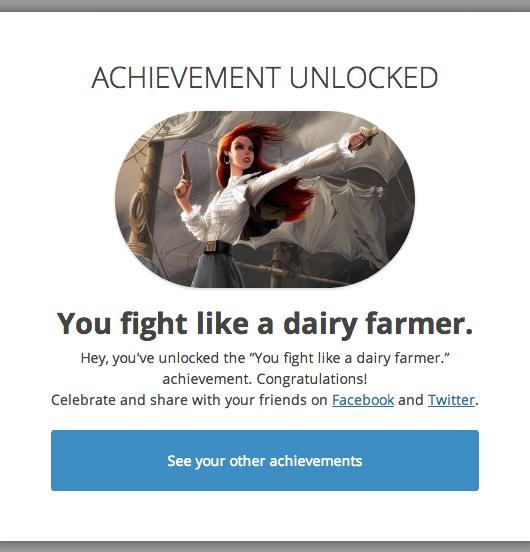 ACHIEVEMENT UNLOCKED
You fight like a dairy farmer.
Hey, you've unlocked the “You fight like a dairy farmer.”
achievement. Congratulations!
Celebrate and share with your friends on Facebook and Twitter.
See your other achievements